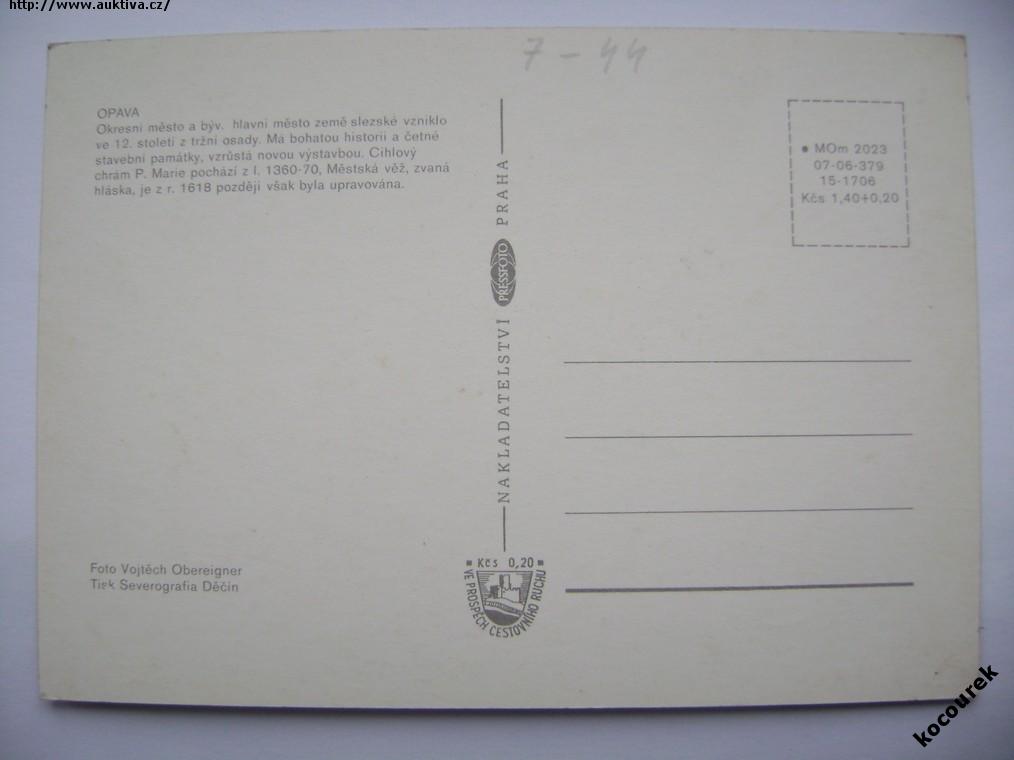 http://www.auktiva.cz/
7 - 44
OPAVA
Okresní město a býv. hlavní město země slezské vzniklo
ve 12. století z tržní osady. Má bohatou historii a četné
stavební památky, vzrůstá novou výstavbou. Cihlový
chrám P. Marie pochází z l. 1360-70, Městská věž, zvaná
hláska, je z r. 1618 později však byla upravována.
Foto Vojtěch Obereigner
Tisk Severografia Děčín
NAKLADATELSTVÍ PRESSFOTO PRAHA
Kčs 0,20
VE PROSPĚCH CESTOVNÍHO RUCHU
MOm 2023
07-06-379
15-1706
Kčs 1,40+0,20
kocourek